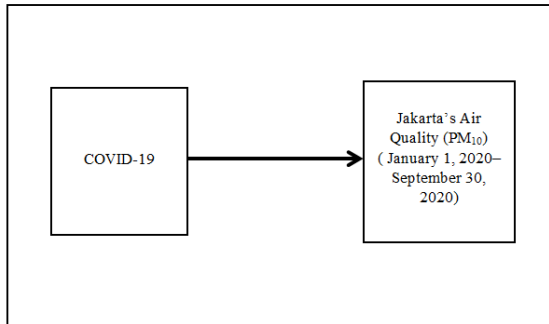 COVID-19
Jakarta's Air
Quality (PM₁₀)
( January 1, 2020–
September 30,
2020)